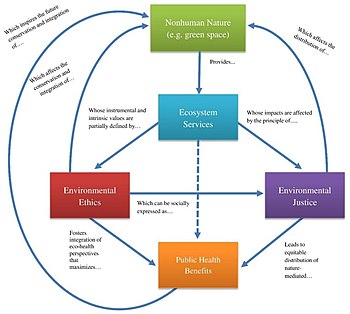 Which inspires the future
conservation and integration
of….
Which affects the
conservation and
integration of…
Nonhuman Nature
(e.g. green space)
Which affects the
distribution of…
Provides...
Ecosystem
Services
Whose instrumental and
intrinsic values are
partially defined by…
Whose impacts are affected
by the principle of….
Environmental
Ethics
Which can be socially
expressed as…
Environmental
Justice
Fosters
integration of
eco-health
perspectives
that
maximizes…
Public Health
Benefits
Leads to
equitable
distribution of
nature-
mediated…